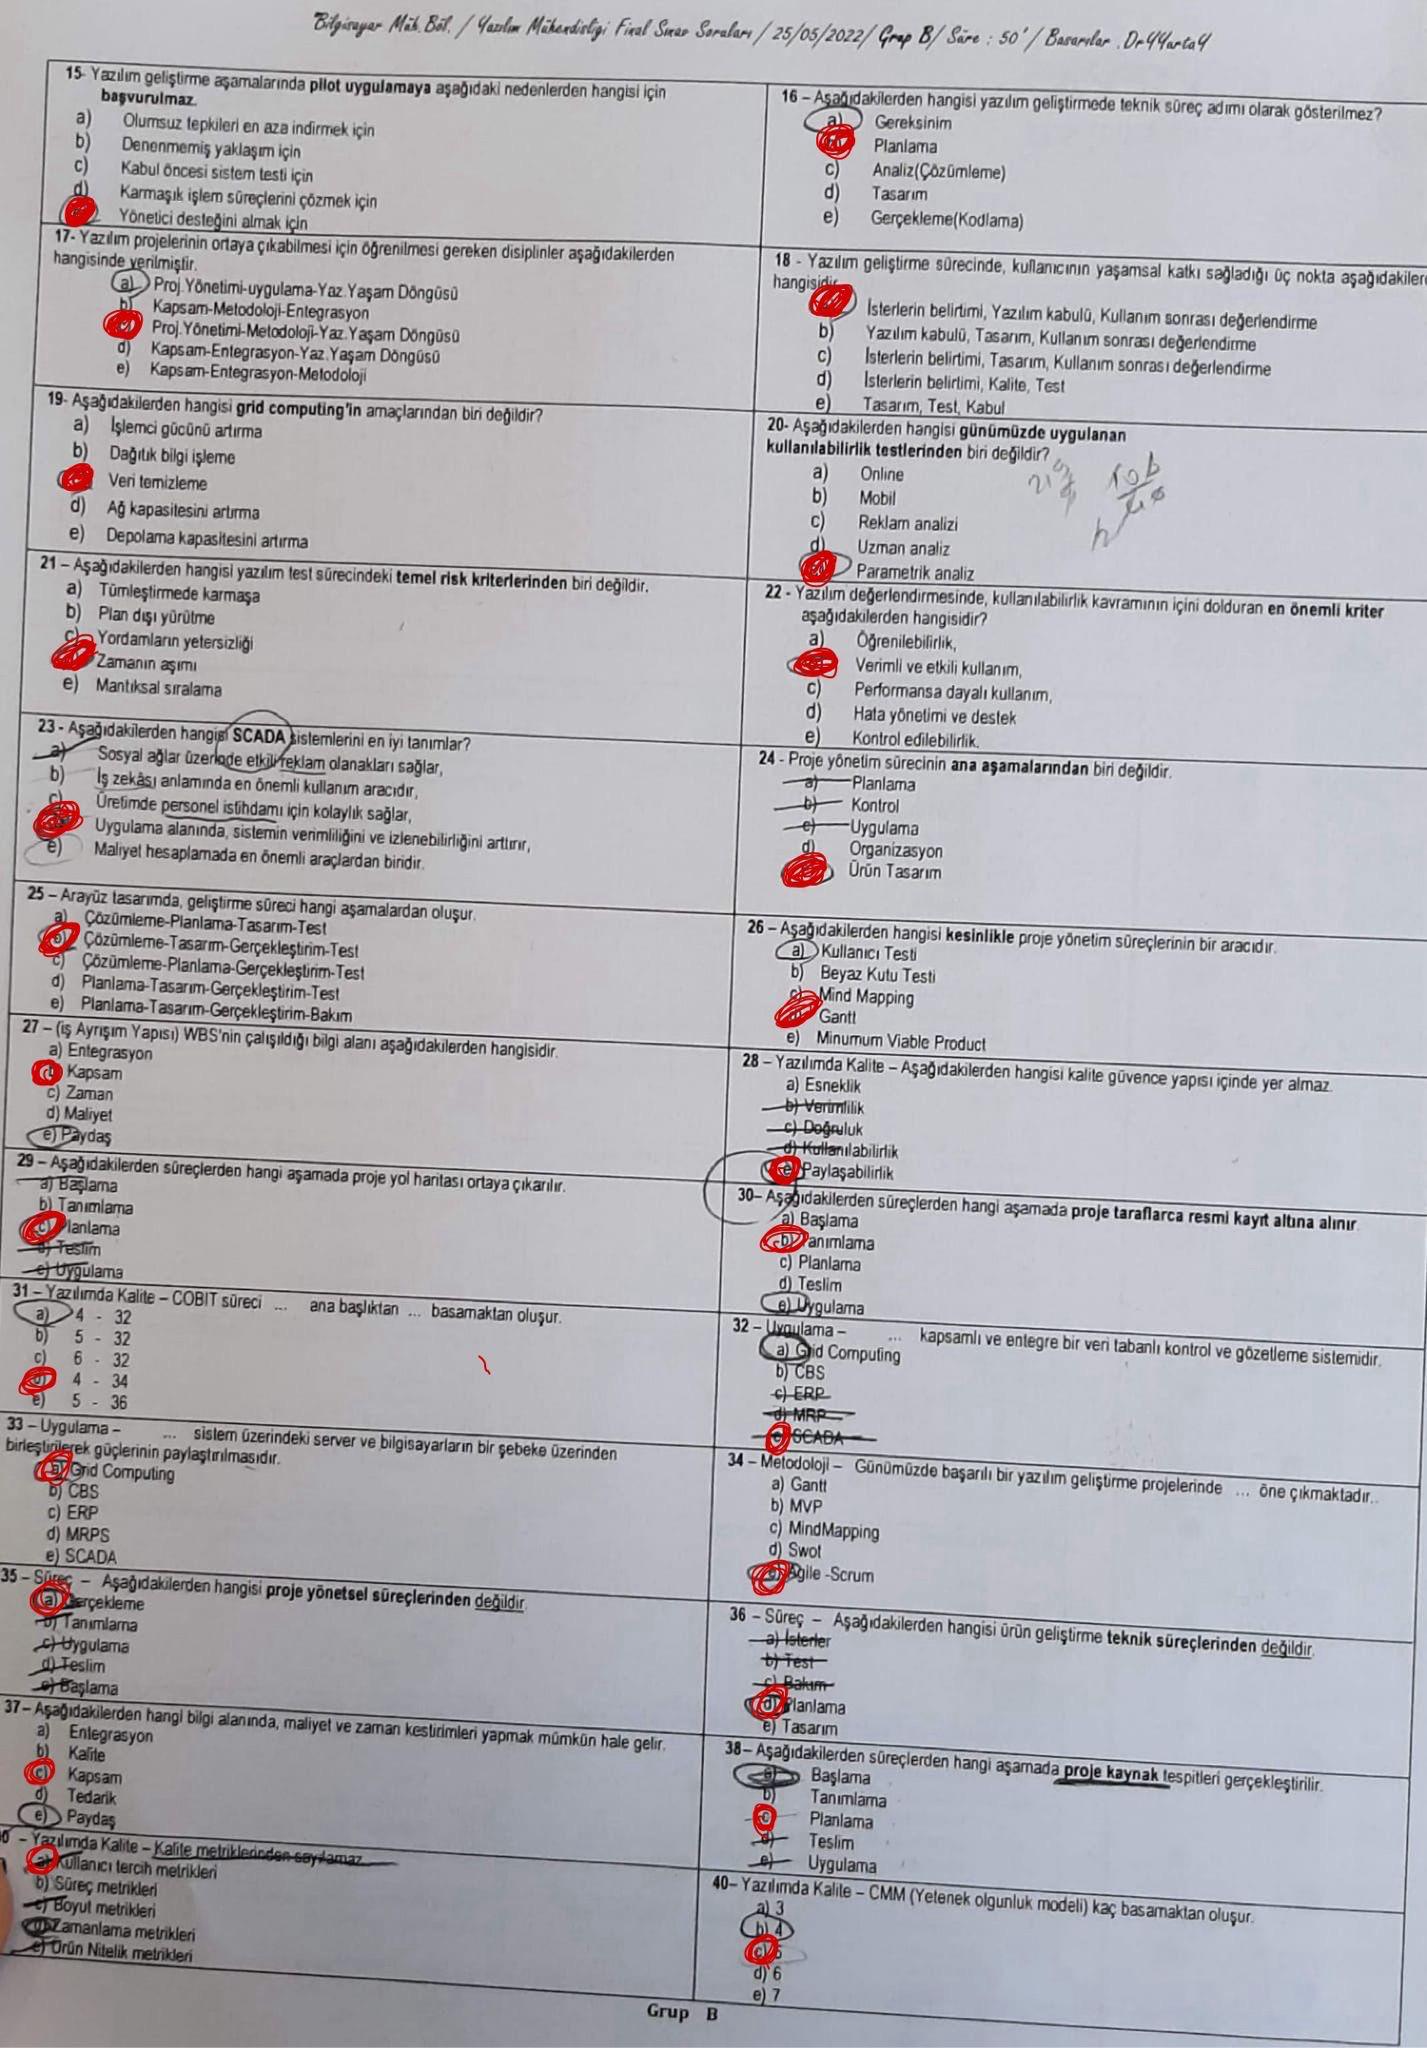 Bilgisayar Müh.Böl. / Yazılım Mühendisliği Final Sınav Soruları / 25/05/2022/ Grup B/ Süre : 50' / Basarılar .Dr.YYurtaY
15- Yazılım geliştirme aşamalarında pilot uygulamaya aşağıdaki nedenlerden hangisi için
başvurulmaz.
a) Olumsuz tepkileri en aza indirmek için
b) Denenmemiş yaklaşım için
c) Kabul öncesi sistem testi için
d) Karmaşık işlem süreçlerini çözmek için
Yönetici desteğini almak için
16 – Aşağıdakilerden hangisi yazılım geliştirmede teknik süreç adımı olarak gösterilmez?
a) Gereksinim
Planlama
c) Analiz(Çözümleme)
d) Tasarım
e) Gerçekleme(Kodlama)
17- Yazılım projelerinin ortaya çıkabilmesi için öğrenilmesi gereken disiplinler aşağıdakilerden
hangisinde verilmiştir.
a) Proj.Yönetimi-uygulama-Yaz.Yaşam Döngüsü
b) Kapsam-Metodoloji-Entegrasyon
Proj.Yönetimi-Metodoloji-Yaz.Yaşam Döngüsü
d) Kapsam-Entegrasyon-Yaz.Yaşam Döngüsü
e) Kapsam-Entegrasyon-Metodoloji
18 - Yazılım geliştirme sürecinde, kullanıcının yaşamsal katkı sağladığı üç nokta
hangisidir
İsterlerin belirtimi, Yazılım kabulü, Kullanım sonrası değerlendirme
b) Yazılım kabulü, Tasarım, Kullanım sonrası değerlendirme
c) İsterlerin belirtimi, Tasarım, Kullanım sonrası değerlendirme
d) İsterlerin belirtimi, Kalite, Test
e) Tasarım, Test, Kabul
19- Aşağıdakilerden hangisi grid computing'in amaçlarından biri değildir?
a) İşlemci gücünü artırma
b) Dağıtık bilgi işleme
Veri temizleme
d) Ağ kapasitesini artırma
e) Depolama kapasitesini artırma
20- Aşağıdakilerden hangisi günümüzde uygulanan
kullanılabilirlik testlerinden biri değildir?
a) Online
b) Mobil
c) Reklam analizi
d) Uzman analiz
Parametrik analiz
21 – Aşağıdakilerden hangisi yazılım test sürecindeki temel risk kriterlerinden biri değildir.
a) Tümleştirmede karmaşa
b) Plan dışı yürütme
c) Yordamların yetersizliği
Zamanın aşımı
e) Mantıksal sıralama
22 - Yazılım değerlendirmesinde, kullanılabilirlik kavramının içini dolduran en önemli kriter
aşağıdakilerden hangisidir?
a) Öğrenilebilirlik,
Verimli ve etkili kullanım,
c) Performansa dayalı kullanım,
d) Hata yönetimi ve destek
e) Kontrol edilebilirlik.
23 - Aşağıdakilerden hangisi SCADA sistemlerini en iyi tanımlar?
a) Sosyal ağlar üzerinde etkili reklam olanakları sağlar,
b) İş zekâsı anlamında en önemli kullanım aracıdır,
c) Üretimde personel istihdamı için kolaylık sağlar,
Uygulama alanında, sistemin verimliliğini ve izlenebilirliğini artırır,
e) Maliyet hesaplamada en önemli araçlardan biridir.
24 - Proje yönetim sürecinin ana aşamalarından biri değildir.
a) Planlama
b) Kontrol
c) Uygulama
d) Organizasyon
Ürün Tasarım
25 – Arayüz tasarımda, geliştirme süreci hangi aşamalardan oluşur.
a) Çözümleme-Planlama-Tasarım-Test
b) Çözümleme-Tasarım-Gerçekleştirim-Test
c) Çözümleme-Planlama-Gerçekleştirim-Test
d) Planlama-Tasarım-Gerçekleştirim-Test
e) Planlama-Tasarım-Gerçekleştirim-Bakım
26 – Aşağıdakilerden hangisi kesinlikle proje yönetim süreçlerinin bir aracıdır.
a) Kullanıcı Testi
b) Beyaz Kutu Testi
c) Mind Mapping
Gantt
e) Minumum Viable Product
27 – (iş Ayrışım Yapısı) WBS'nin çalışıldığı bilgi alanı aşağıdakilerden hangisidir.
a) Entegrasyon
Kapsam
c) Zaman
d) Maliyet
e) Paydaş
28 – Yazılımda Kalite – Aşağıdakilerden hangisi kalite güvence yapısı içinde yer almaz.
a) Esneklik
b) Verimlilik
c) Doğruluk
d) Kullanılabilirlik
e) Paylaşabilirlik
29 – Aşağıdakilerden süreçlerden hangi aşamada proje yol haritası ortaya çıkarılır.
a) Başlama
b) Tanımlama
c) Planlama
d) Teslim
e) Uygulama
30– Aşağıdakilerden süreçlerden hangi aşamada proje taraflarca resmi kayıt altına alınır
a) Başlama
b) Tanımlama
c) Planlama
d) Teslim
e) Uygulama
31 – Yazılımda Kalite – COBIT süreci ... ana başlıktan ... basamaktan oluşur.
a) 4 - 32
b) 5 - 32
c) 6 - 32
d) 4 - 34
e) 5 - 36
32 – Uygulama – ... kapsamlı ve entegre bir veri tabanlı kontrol ve gözetleme sistemidir.
a) Grid Computing
b) CBS
c) ERP
d) MRP
e) SCADA
33 – Uygulama – ... sistem üzerindeki server ve bilgisayarların bir şebeke üzerinden
birleştirilerek güçlerinin paylaştırılmasıdır.
a) Grid Computing
b) CBS
c) ERP
d) MRPS
e) SCADA
34 – Metodoloji – Günümüzde başarılı bir yazılım geliştirme projelerinde ... öne çıkmaktadır..
a) Gantt
b) MVP
c) MindMapping
d) Swot
e) Agile -Scrum
35 – Süreç – Aşağıdakilerden hangisi proje yönetsel süreçlerinden değildir.
a) Gerçekleme
b) Tanımlama
c) Uygulama
d) Teslim
e) Başlama
36 – Süreç – Aşağıdakilerden hangisi ürün geliştirme teknik süreçlerinden değildir.
a) İsterler
b) Test
c) Bakım
d) Planlama
e) Tasarım
37 – Aşağıdakilerden hangi bilgi alanında, maliyet ve zaman kestirimleri yapmak mümkün hale gelir.
a) Entegrasyon
b) Kalite
c) Kapsam
d) Tedarik
e) Paydaş
38– Aşağıdakilerden süreçlerden hangi aşamada proje kaynak tespitleri gerçekleştirilir.
a) Başlama
b) Tanımlama
c) Planlama
d) Teslim
e) Uygulama
– Yazılımda Kalite – Kalite metriklerinden sayılamaz
a) Kullanıcı tercih metrikleri
b) Süreç metrikleri
c) Boyut metrikleri
d) Zamanlama metrikleri
e) Ürün Nitelik metrikleri
40– Yazılımda Kalite – CMM (Yetenek olgunluk modeli) kaç basamaktan oluşur.
a) 3
b) 4
c) 5
d) 6
e) 7
Grup B